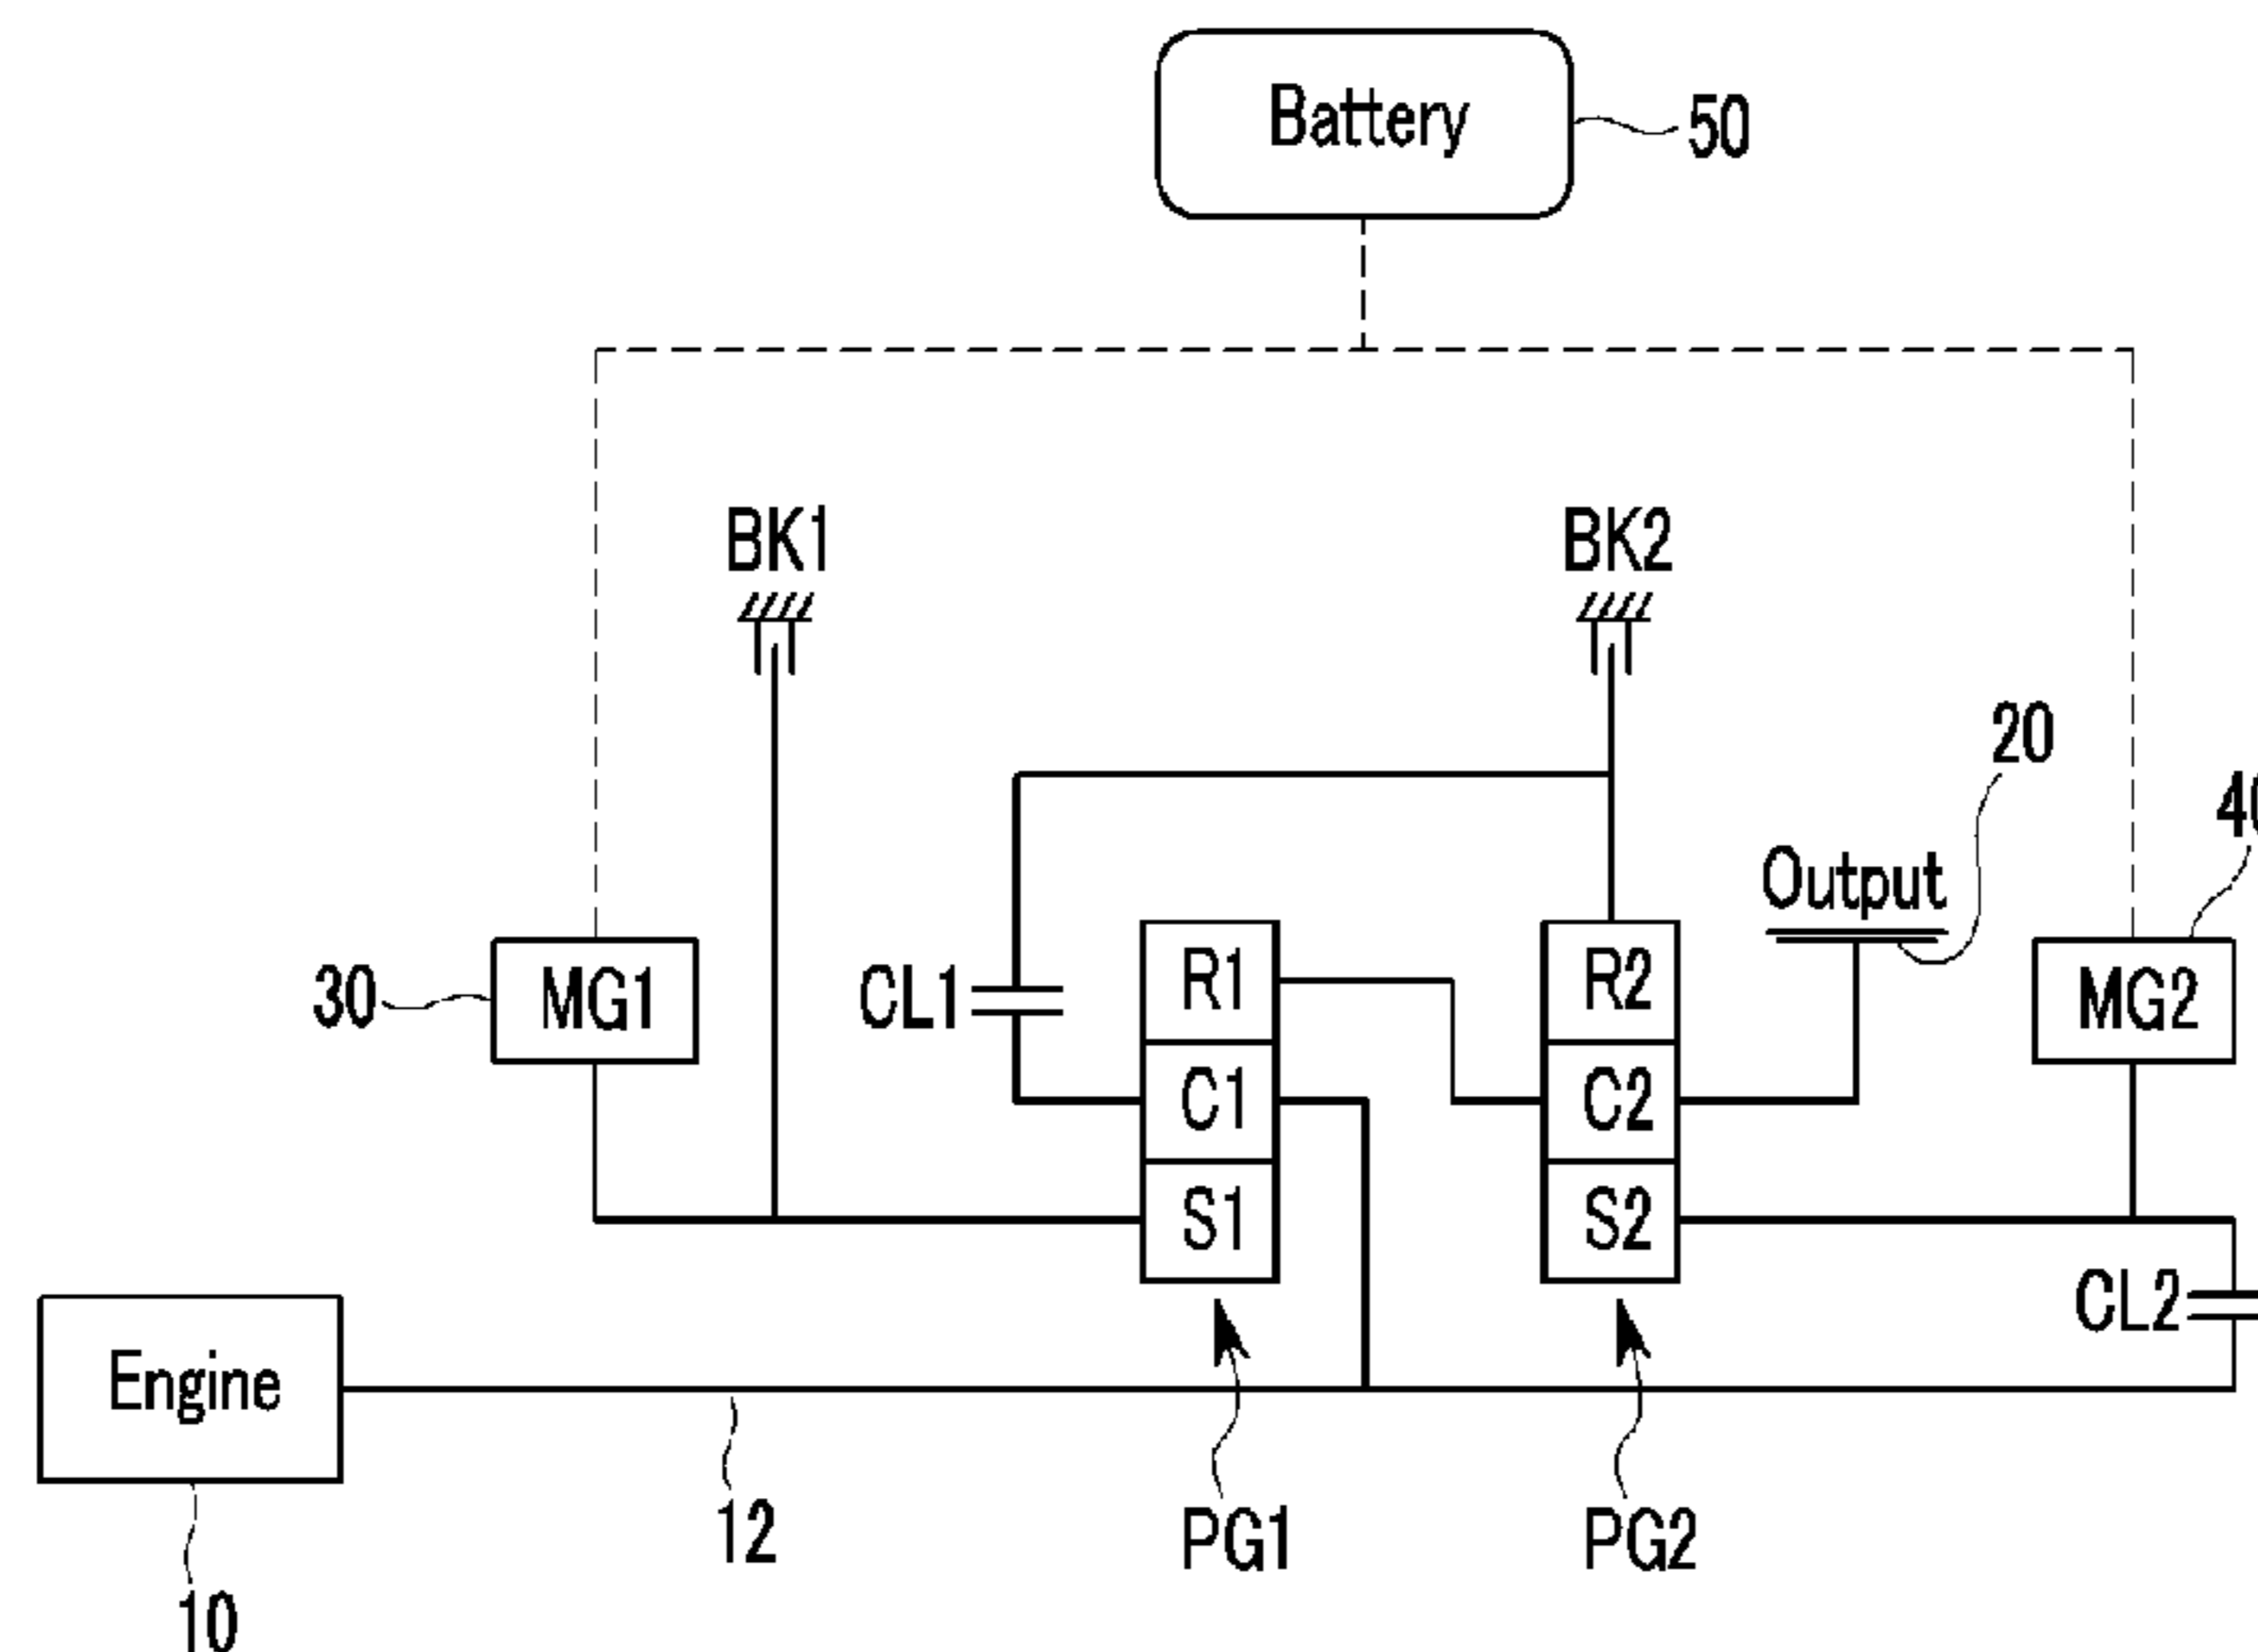 Battery
50
BK1
BK2
20
40
Output
30
MG1
CL1
R1
R2
MG2
C1
C2
S1
S2
CL2
Engine
12
PG1
PG2
10